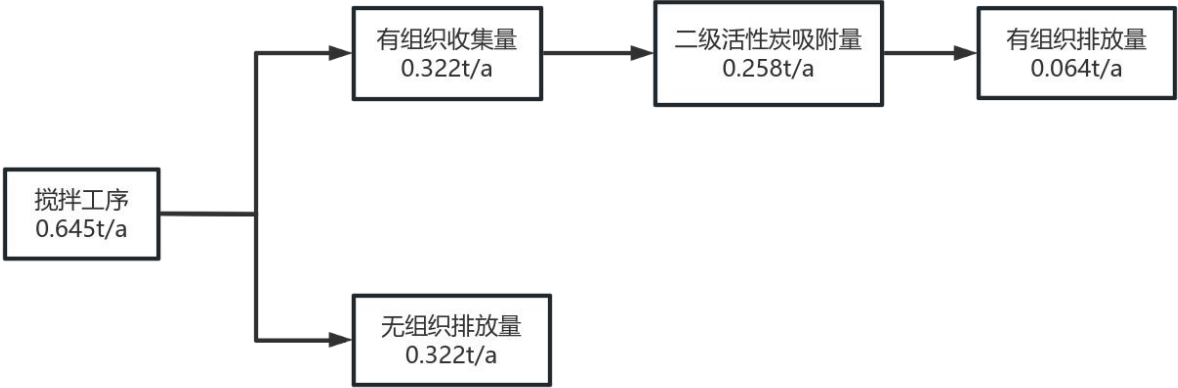 有组织收集量
0.322t/a
二级活性炭吸附量
0.258t/a
有组织排放量
0.064t/a
搅拌工序
0.645t/a
无组织排放量
0.322t/a